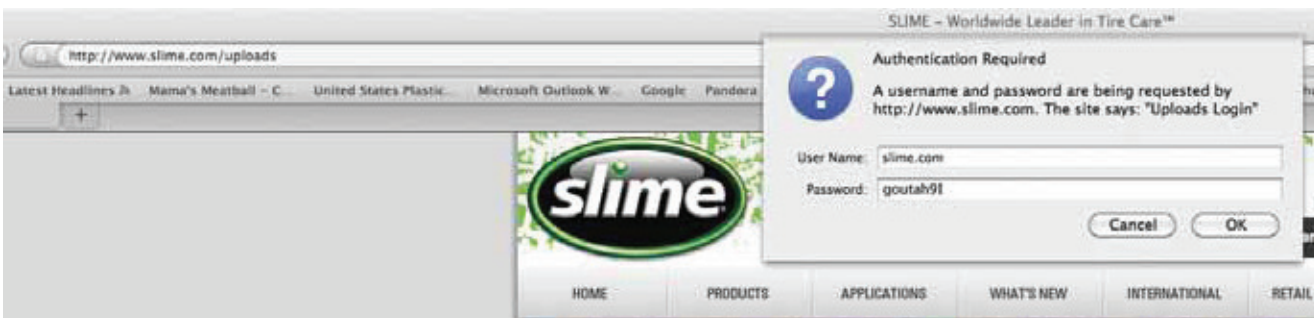 SLIME – Worldwide Leader in Tire Care™
http://www.slime.com/uploads
Latest Headlines
Mama's Meatball – C...
United States Plastic...
Microsoft Outlook W...
Google
Pandora
+
Authentication Required
A username and password are being requested by
http://www.slime.com. The site says: "Uploads Login"
User Name: slime.com
Password: goutah91
Cancel
OK
slime
HOME
PRODUCTS
APPLICATIONS
WHAT'S NEW
INTERNATIONAL
RETAIL